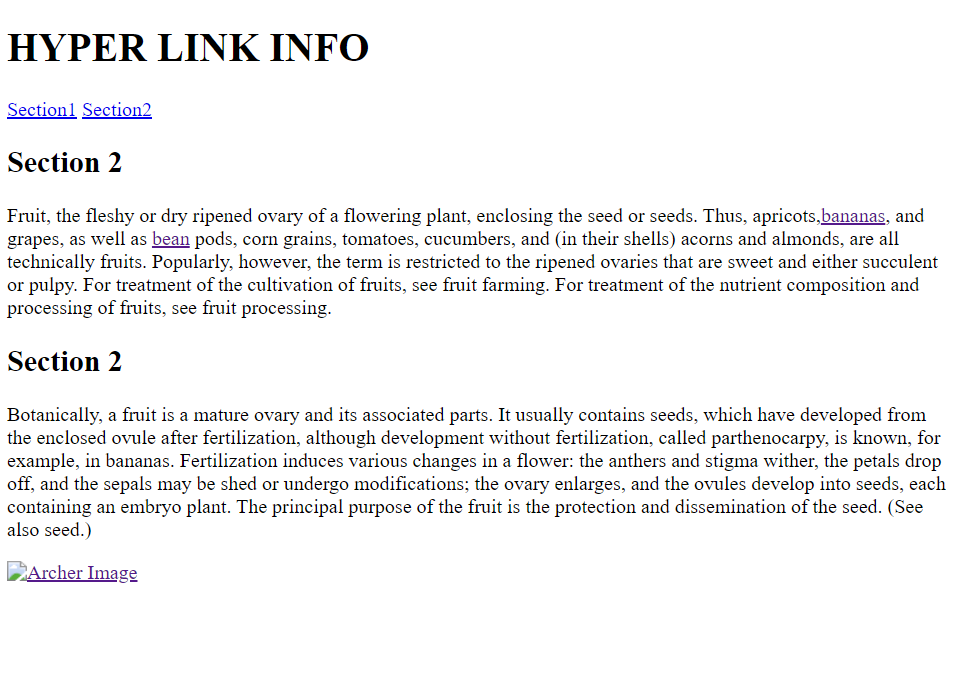 HYPER LINK INFO
Section1 Section2
Section 2
Fruit, the fleshy or dry ripened ovary of a flowering plant, enclosing the seed or seeds. Thus, apricots,bananas, and
grapes, as well as bean pods, corn grains, tomatoes, cucumbers, and (in their shells) acorns and almonds, are all
technically fruits. Popularly, however, the term is restricted to the ripened ovaries that are sweet and either succulent
or pulpy. For treatment of the cultivation of fruits, see fruit farming. For treatment of the nutrient composition and
processing of fruits, see fruit processing.
Section 2
Botanically, a fruit is a mature ovary and its associated parts. It usually contains seeds, which have developed from
the enclosed ovule after fertilization, although development without fertilization, called parthenocarpy, is known, for
example, in bananas. Fertilization induces various changes in a flower: the anthers and stigma wither, the petals drop
off, and the sepals may be shed or undergo modifications; the ovary enlarges, and the ovules develop into seeds, each
containing an embryo plant. The principal purpose of the fruit is the protection and dissemination of the seed. (See
also seed.)
Archer Image